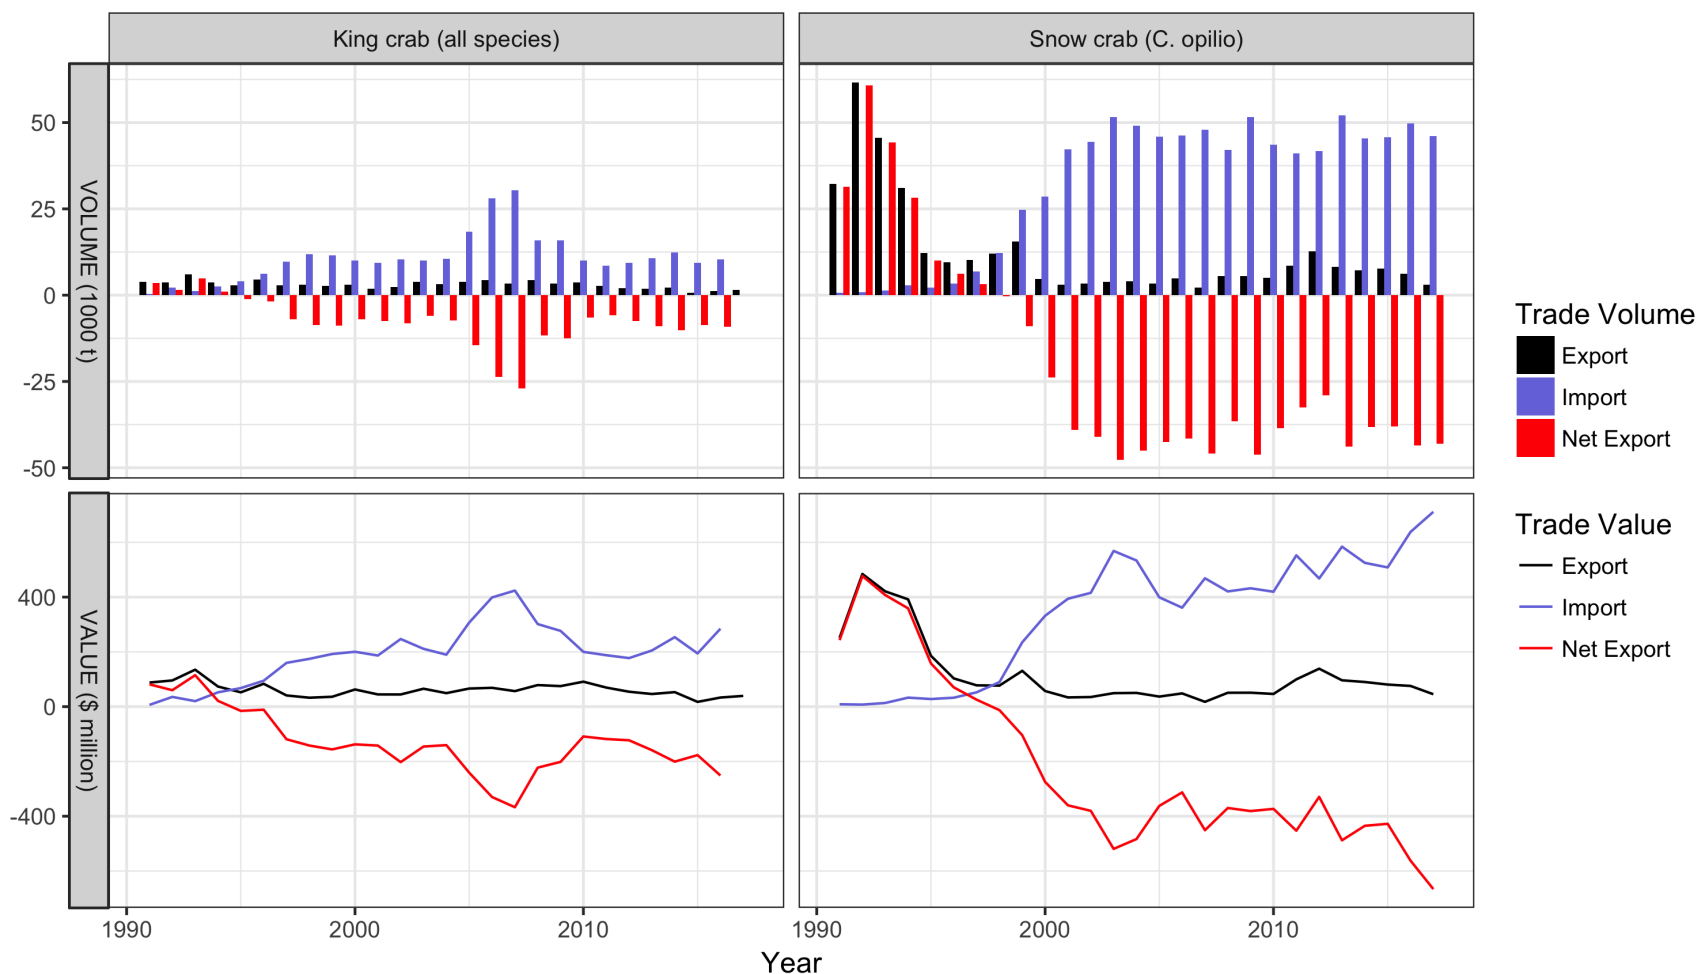 King crab (all species)
Snow crab (C. opilio)
VOLUME (1000 t)
50
25
0
-25
-50
VALUE ($ million)
400
0
-400
1990
2000
2010
1990
2000
2010
Year
Trade Volume
Export
Import
Net Export
Trade Value
Export
Import
Net Export